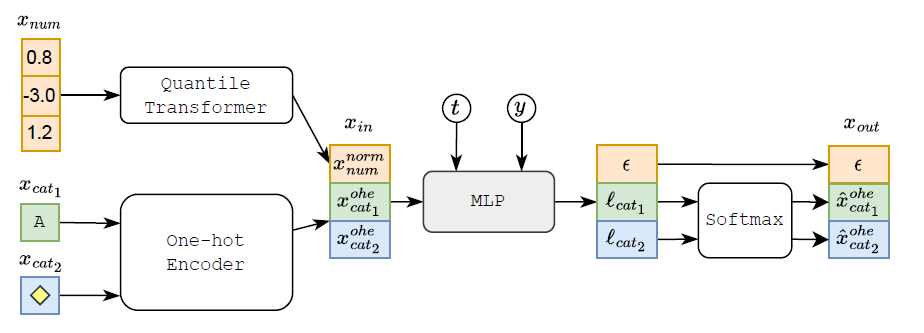 x_num
0.8
-3.0
1.2
Quantile
Transformer
x_cat₁
A
x_cat₂
One-hot
Encoder
x_in
x_num^norm
x_cat₁^ohe
x_cat₂^ohe
t
y
MLP
ϵ
ℓ_cat₁
ℓ_cat₂
Softmax
x_out
ϵ
x̂_cat₁^ohe
x̂_cat₂^ohe